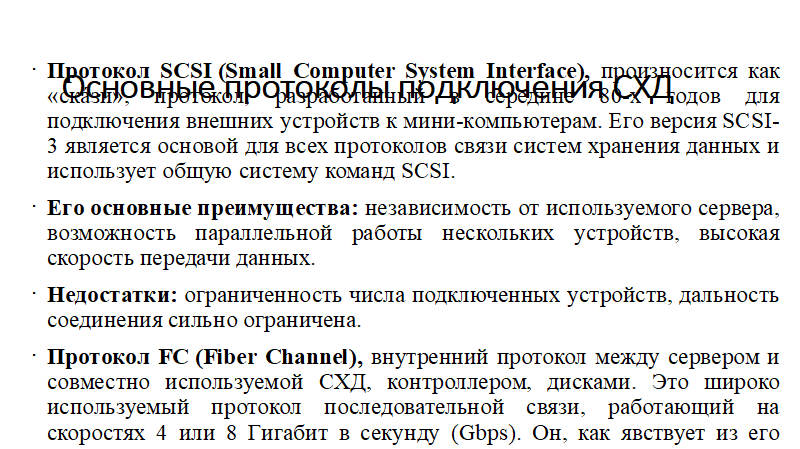 Основные протоколы подключения СХД
· Протокол SCSI (Small Computer System Interface), произносится как
«скази», протокол, разработанный в середине 80-х годов для
подключения внешних устройств к мини-компьютерам. Его версия SCSI-
3 является основой для всех протоколов связи систем хранения данных и
использует общую систему команд SCSI.
· Его основные преимущества: независимость от используемого сервера,
возможность параллельной работы нескольких устройств, высокая
скорость передачи данных.
· Недостатки: ограниченность числа подключенных устройств, дальность
соединения сильно ограничена.
· Протокол FC (Fiber Channel), внутренний протокол между сервером и
совместно используемой СХД, контроллером, дисками. Это широко
используемый протокол последовательной связи, работающий на
скоростях 4 или 8 Гигабит в секунду (Gbps). Он, как явствует из его